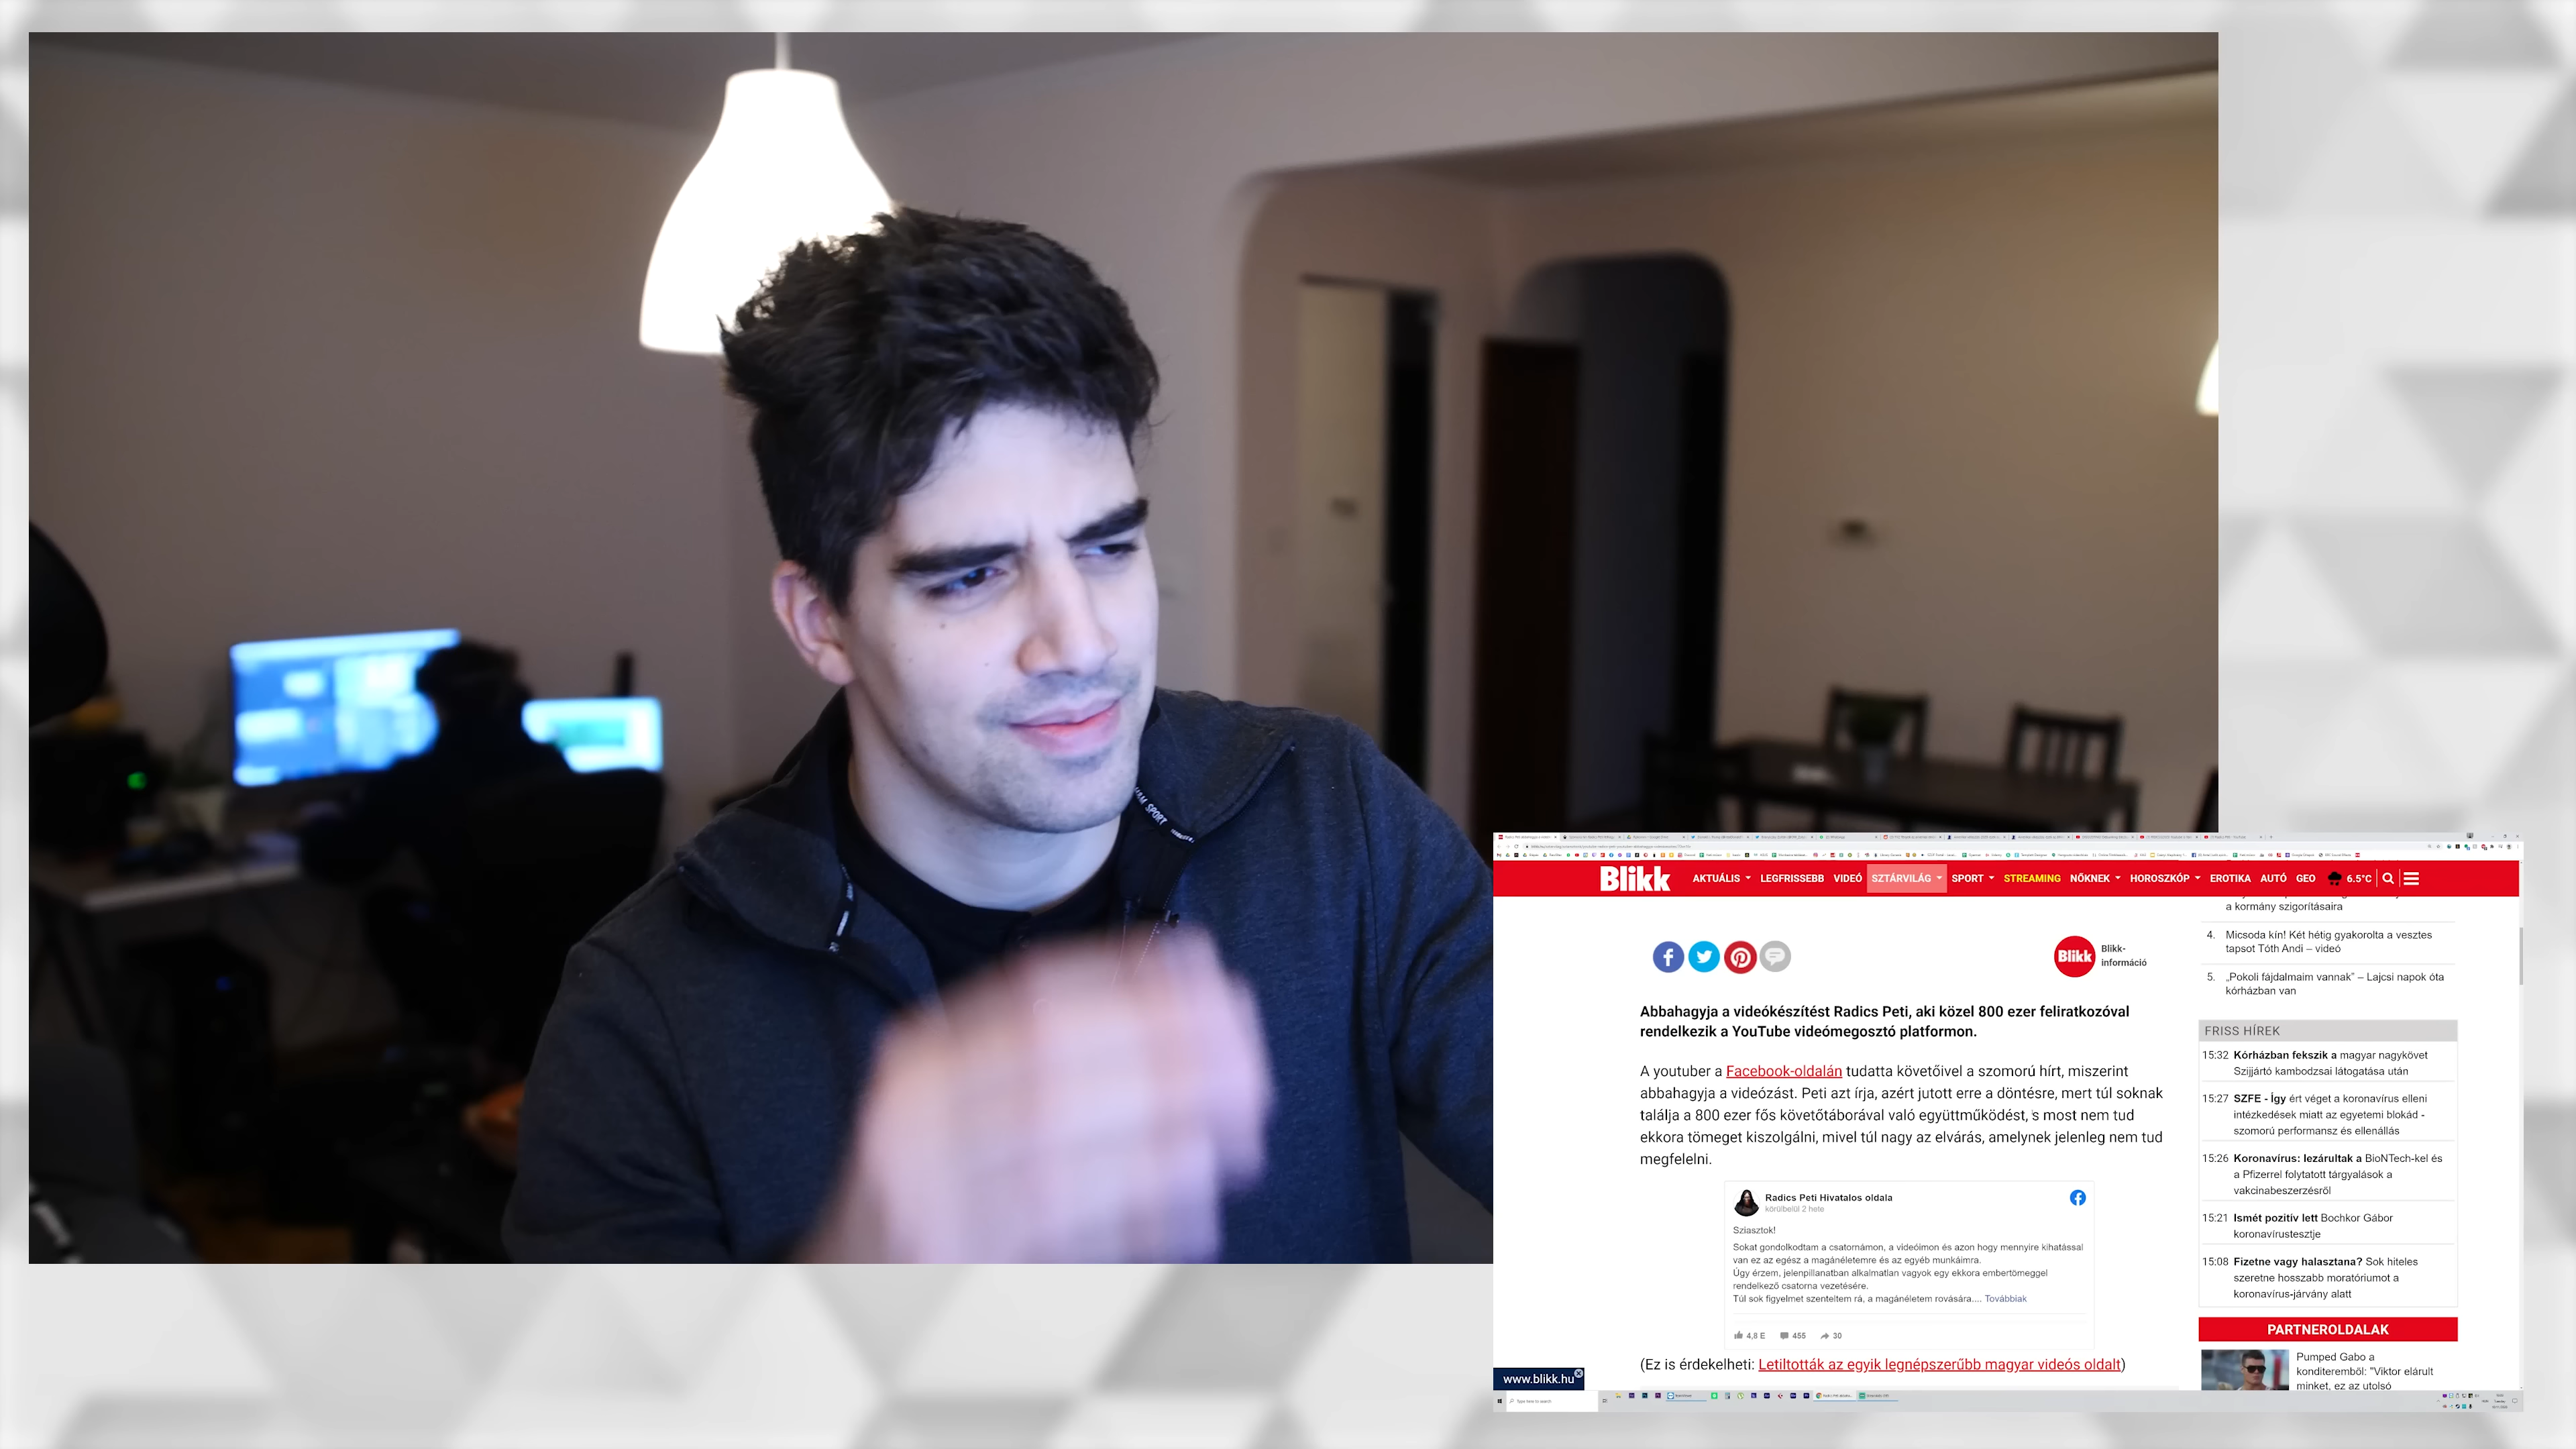 HAM SPORT
Blikk
AKTUÁLIS
LEGFRISSEBB
VIDEÓ
SZTÁRVILÁG
SPORT
STREAMING
NŐKNEK
HOROSZKÓP
EROTIKA
AUTÓ
GEO
6.5°C
Blikk
Blikk-
információ
Abbahagyja a videókészítést Radics Peti, aki közel 800 ezer feliratkozóval
rendelkezik a YouTube videómegosztó platformon.
A youtuber a Facebook-oldalán tudatta követőivel a szomorú hírt, miszerint
abbahagyja a videózást. Peti azt írja, azért jutott erre a döntésre, mert túl soknak
találja a 800 ezer fős követőtáborával való együttműködést, s most nem tud
ekkora tömeget kiszolgálni, mivel túl nagy az elvárás, amelynek jelenleg nem tud
megfelelni.
Radics Peti Hivatalos oldala
körülbelül 2 hete
Sziasztok!
Sokat gondolkodtam a csatornámon, a videóimon és azon hogy mennyire kihatással
van ez az egész a magánéletemre és az egyéb munkáimra.
Úgy érzem, jelenpillanatban alkalmatlan vagyok egy ekkora embertömeggel
rendelkező csatorna vezetésére.
Túl sok figyelmet szenteltem rá, a magánéletem rovására.... Továbbiak
4,8 E
455
30
(Ez is érdekelheti: Letiltották az egyik legnépszerűbb magyar videós oldalt)
www.blikk.hu
a kormány szigorításaira
4. Micsoda kín! Két hétig gyakorolta a vesztes
tapsot Tóth Andi – videó
5. „Pokoli fájdalmaim vannak” – Lajcsi napok óta
kórházban van
FRISS HÍREK
15:32 Kórházban fekszik a magyar nagykövet
Szijjártó kambodzsai látogatása után
15:27 SZFE - Így ért véget a koronavírus elleni
intézkedések miatt az egyetemi blokád -
szomorú performansz és ellenállás
15:26 Koronavírus: lezárultak a BioNTech-kel és
a Pfizerrel folytatott tárgyalások a
vakcinabeszerzésről
15:21 Ismét pozitív lett Bochkor Gábor
koronavírustesztje
15:08 Fizetne vagy halasztana? Sok hiteles
szeretne hosszabb moratóriumot a
koronavírus-járvány alatt
PARTNEROLDALAK
Pumped Gabo a
konditeremből: "Viktor elárult
minket, ez az utolsó
Type here to search